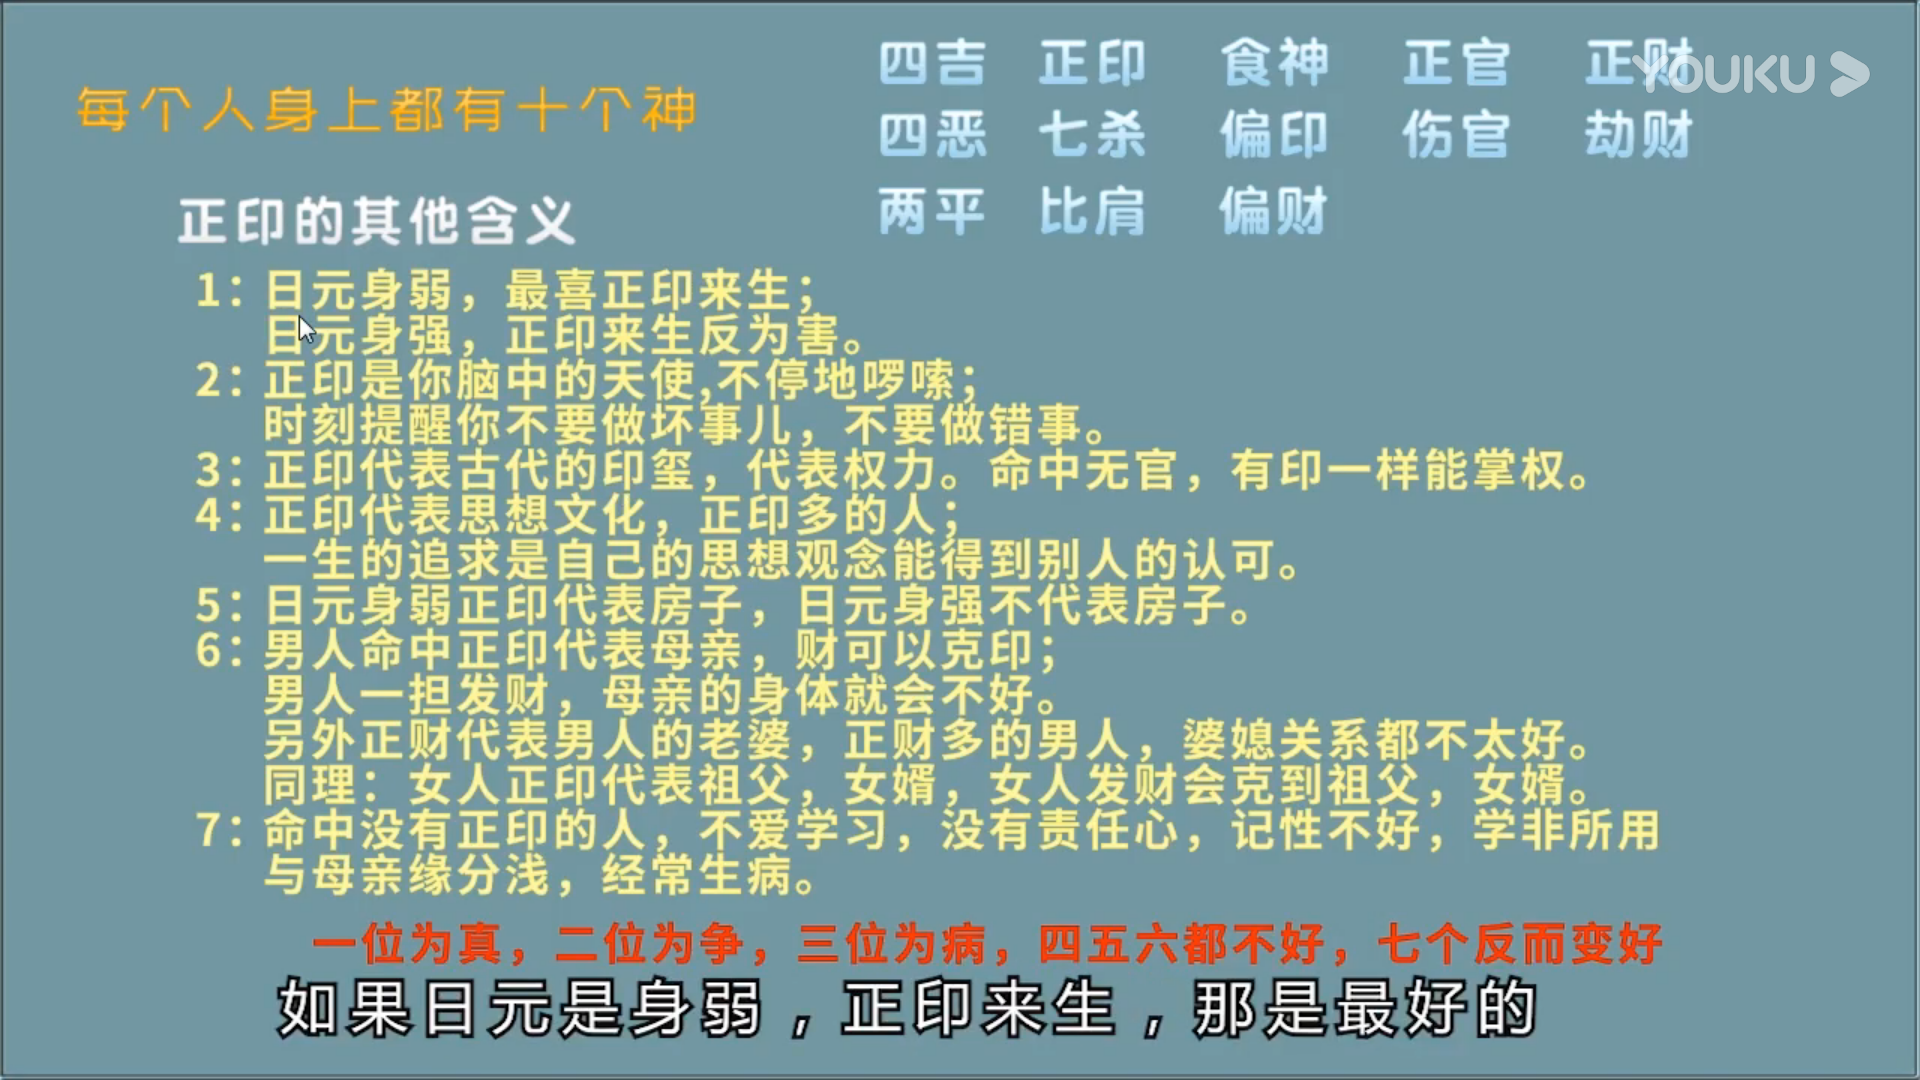 每个人身上都有十个神
四吉 正印 食神 正官 正财
YOUKU
四恶 七杀 偏印 伤官 劫财
两平 比肩 偏财
正印的其他含义
1：日元身弱，最喜正印来生；
日元身强，正印来生反为害。
2：正印是你脑中的天使,不停地啰嗦；
时刻提醒你不要做坏事儿，不要做错事。
3：正印代表古代的印玺，代表权力。命中无官，有印一样能掌权。
4：正印代表思想文化，正印多的人；
一生的追求是自己的思想观念能得到别人的认可。
5：日元身弱正印代表房子，日元身强不代表房子。
6：男人命中正印代表母亲，财可以克印；
男人一担发财，母亲的身体就会不好。
另外正财代表男人的老婆，正财多的男人，婆媳关系都不太好。
同理：女人正印代表祖父，女婿，女人发财会克到祖父，女婿。
7：命中没有正印的人，不爱学习，没有责任心，记性不好，学非所用
与母亲缘分浅，经常生病。
一位为真，二位为争，三位为病，四五六都不好，七个反而变好
如果日元是身弱，正印来生，那是最好的